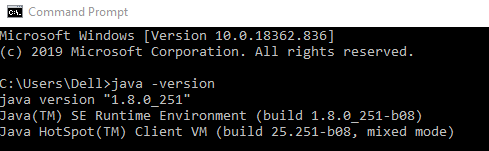 Command Prompt
Microsoft Windows [Version 10.0.18362.836]
(c) 2019 Microsoft Corporation. All rights reserved.
C:\Users\Dell>java -version
java version "1.8.0_251"
Java(TM) SE Runtime Environment (build 1.8.0_251-b08)
Java HotSpot(TM) Client VM (build 25.251-b08, mixed mode)